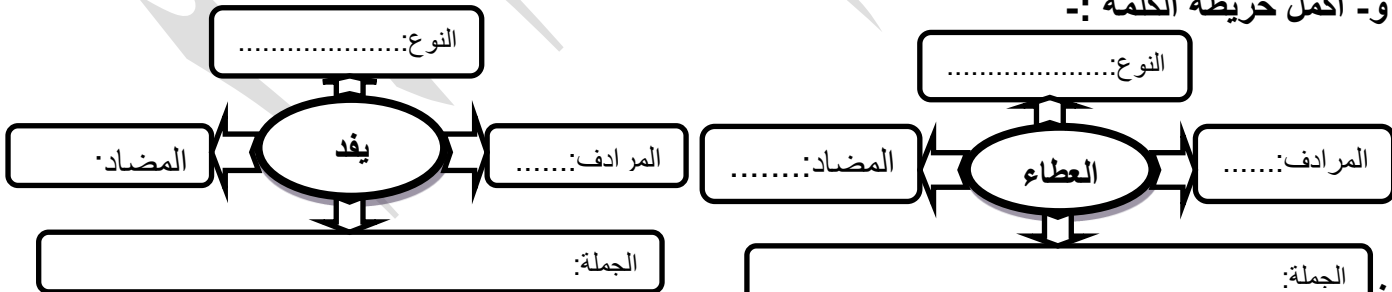 و- أكمل خريطة الكلمة :-
النوع:....................
المرادف:......
العطاء
المضاد:........
الجملة:
النوع:....................
المرادف:......
يفد
المضاد:
الجملة: